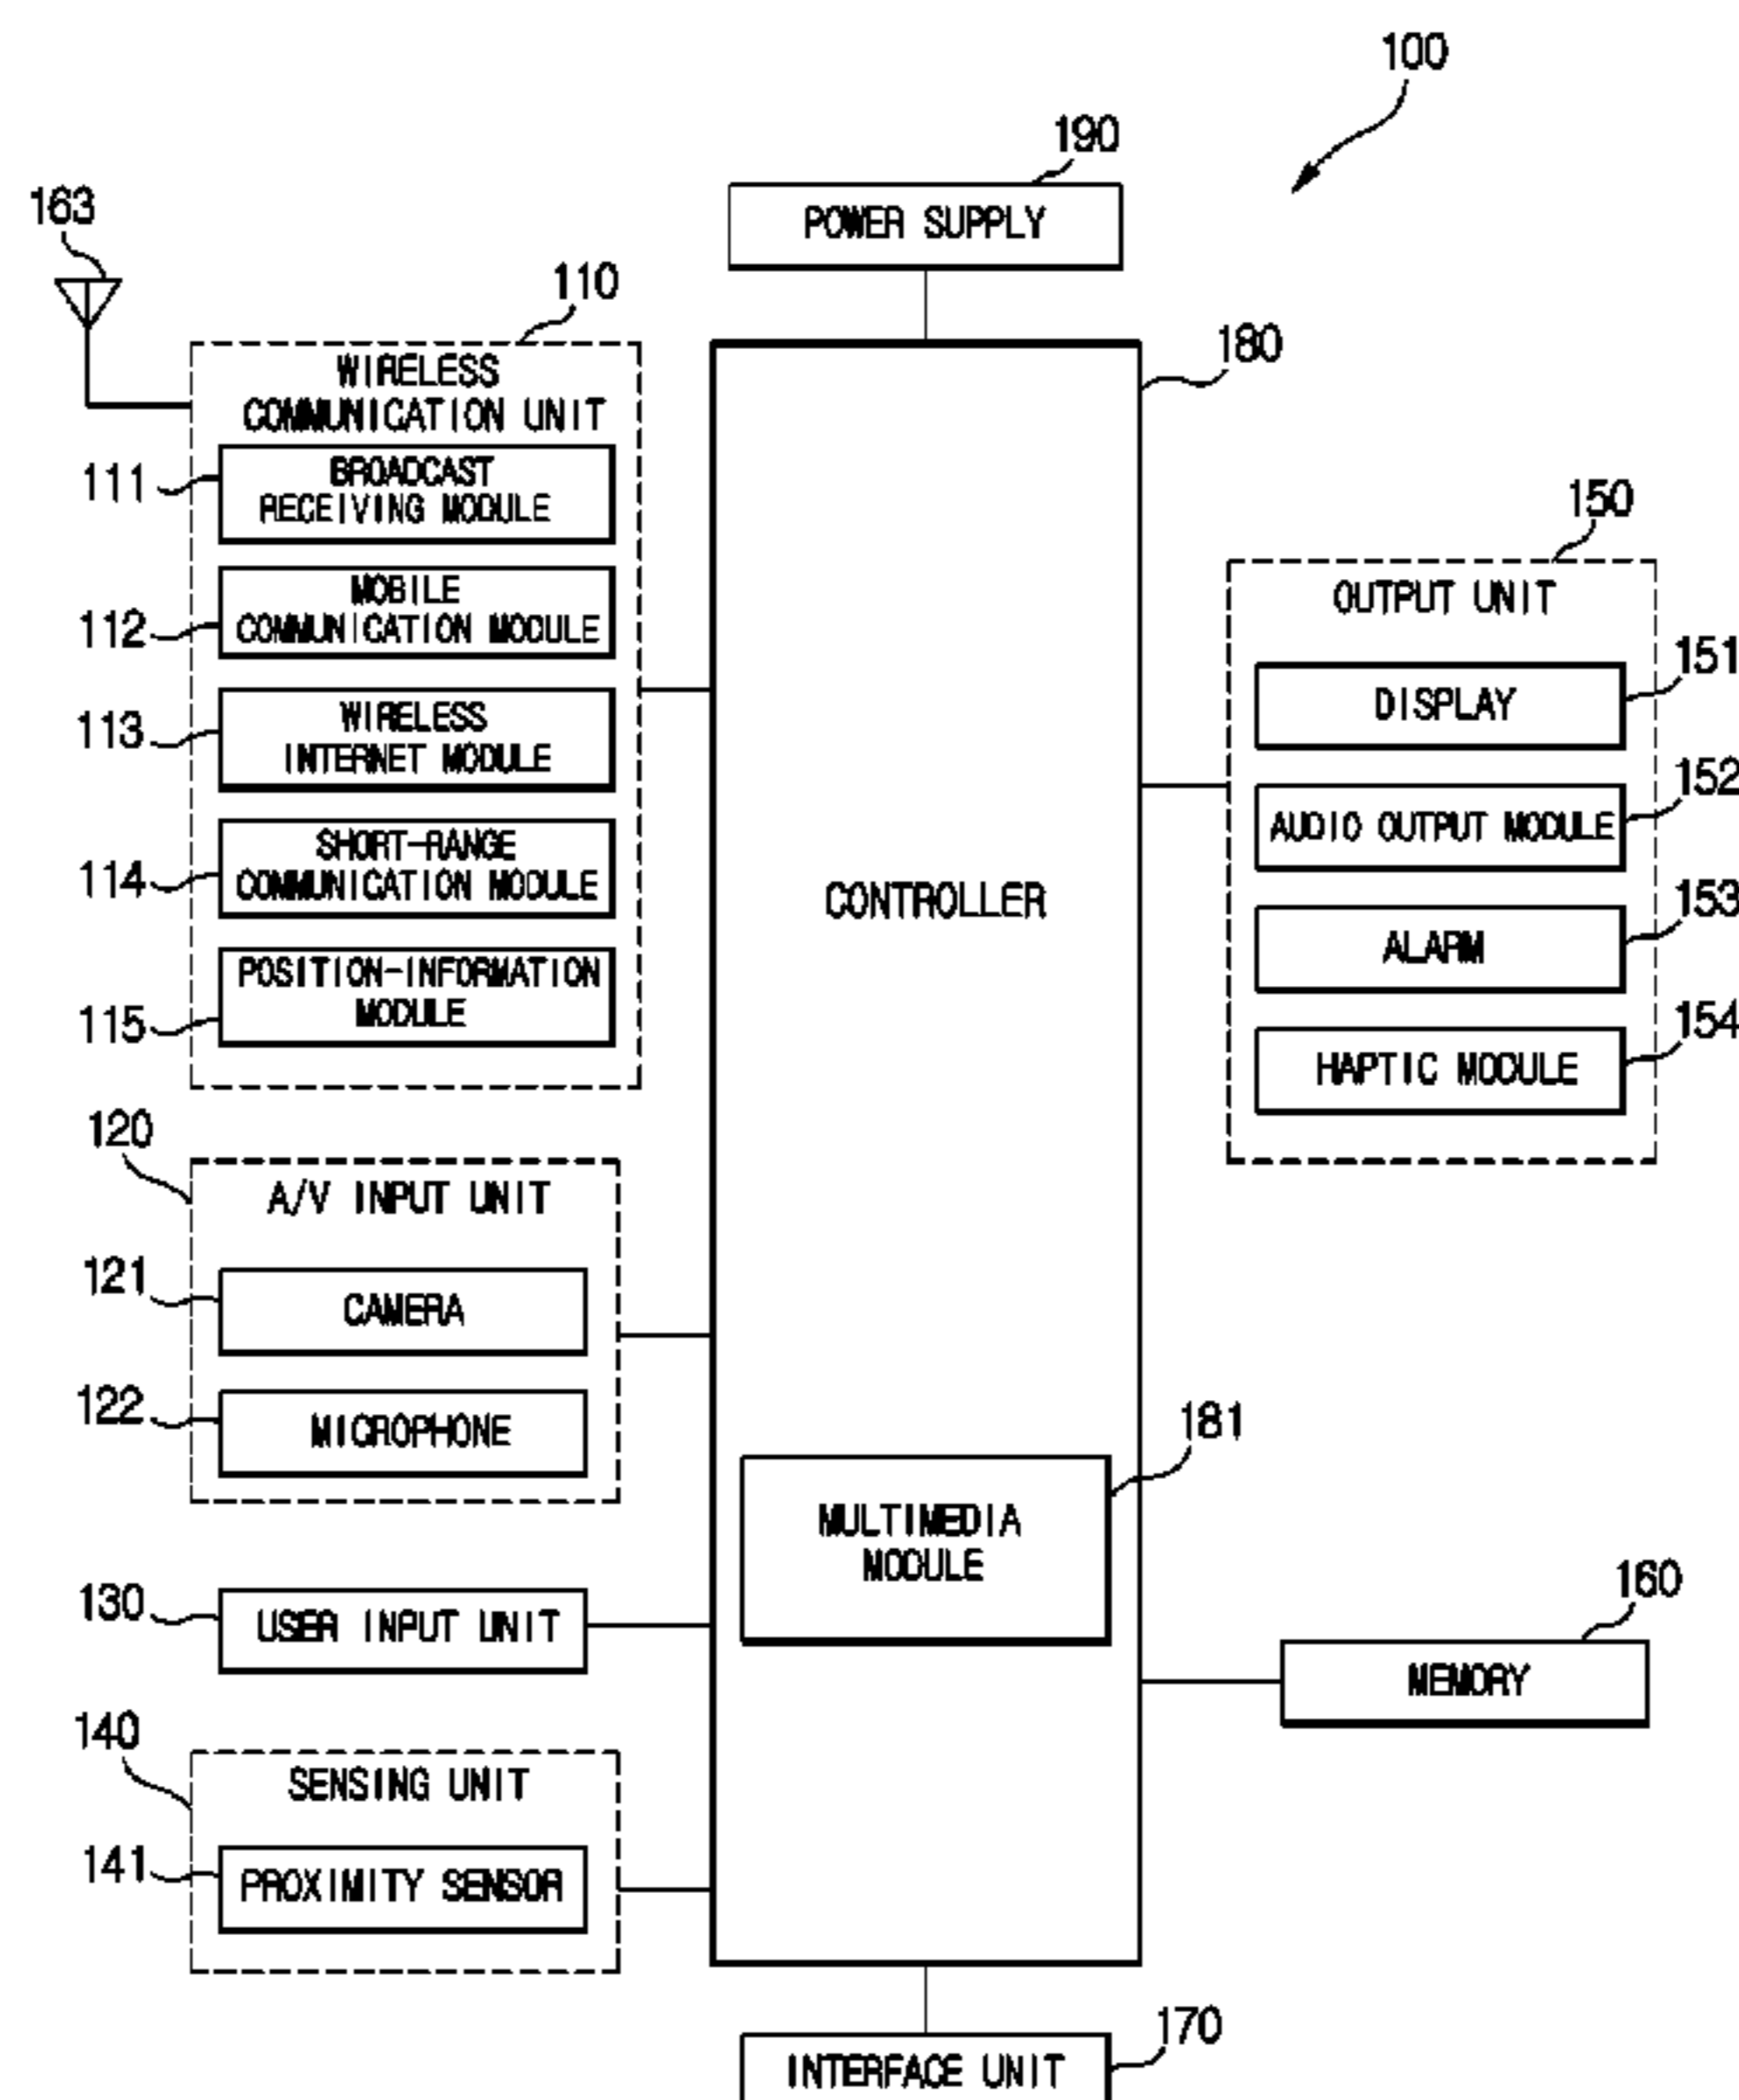 100
190
POWER SUPPLY
163
110
WIRELESS
COMMUNICATION UNIT
180
111
BROADCAST
RECEIVING MODULE
150
OUTPUT UNIT
112
MOBILE
COMMUNICATION MODULE
151
DISPLAY
113
WIRELESS
INTERNET MODULE
152
AUDIO OUTPUT MODULE
114
SHORT-RANGE
COMMUNICATION MODULE
CONTROLLER
153
ALARM
115
POSITION-INFORMATION
MODULE
154
HAPTIC MODULE
120
A/V INPUT UNIT
121
CAMERA
122
MICROPHONE
181
MULTIMEDIA
MODULE
130
USER INPUT UNIT
160
MEMORY
140
SENSING UNIT
141
PROXIMITY SENSOR
170
INTERFACE UNIT